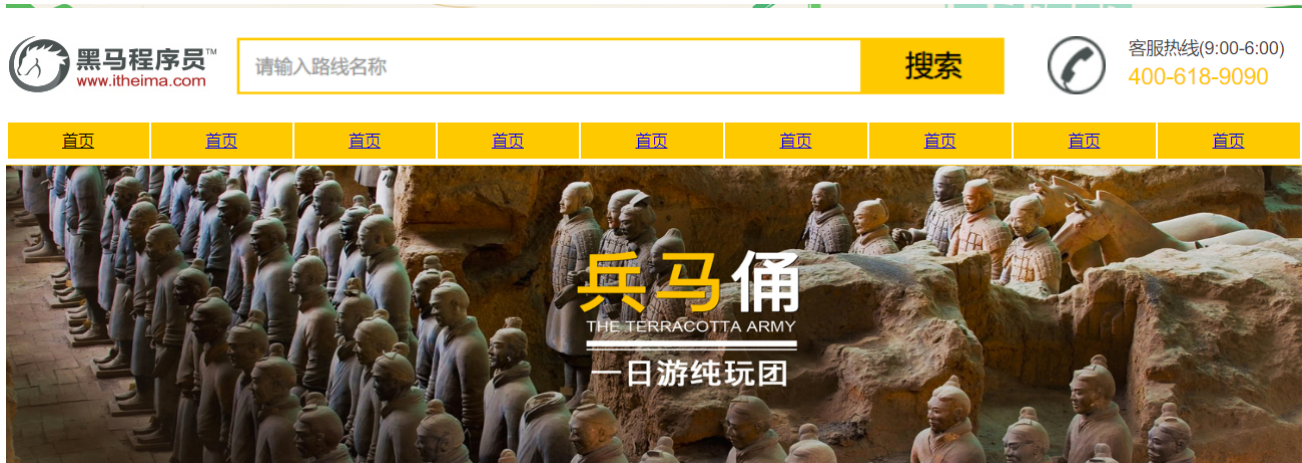 黑马程序员™
www.itheima.com
请输入路线名称
搜索
客服热线(9:00-6:00)
400-618-9090
首页 首页 首页 首页 首页 首页 首页 首页 首页
兵马俑
THE TERRACOTTA ARMY
一日游纯玩团